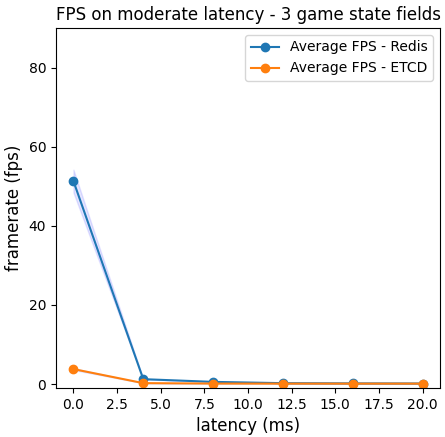 FPS on moderate latency - 3 game state fields
Average FPS - Redis
Average FPS - ETCD
framerate (fps)
80
60
40
20
0
0.0 2.5 5.0 7.5 10.0 12.5 15.0 17.5 20.0
latency (ms)